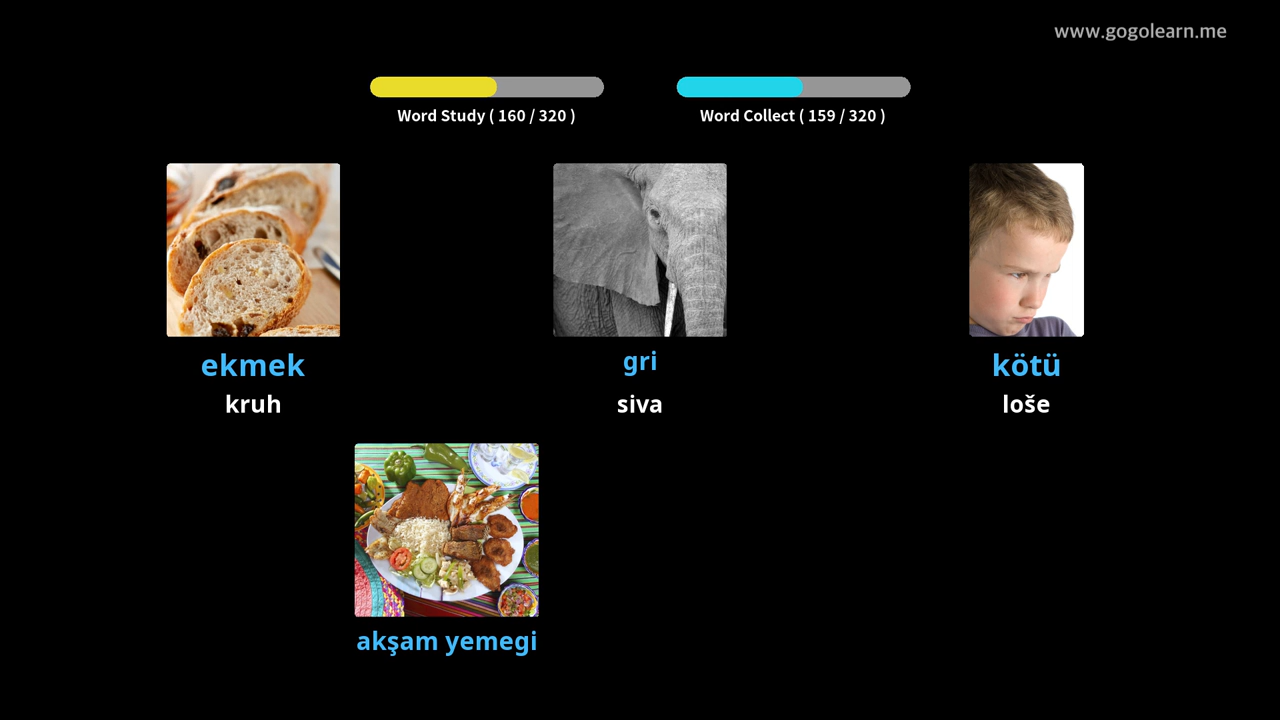 www.gogolearn.me
Word Study ( 160 / 320 )
Word Collect ( 159 / 320 )
ekmek
gri
kötü
kruh
siva
loše
akşam yemegi